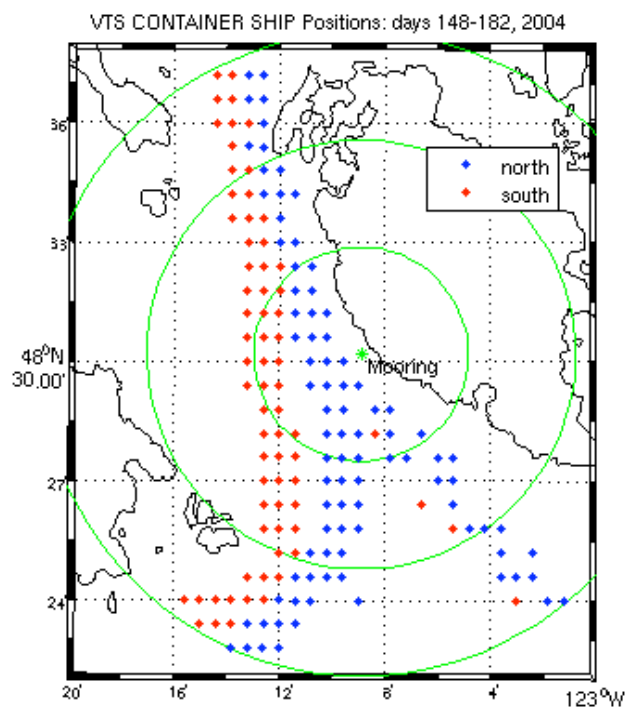 VTS CONTAINER SHIP Positions: days 148-182, 2004
36'
north
south
33'
48°N
30.00'
Mooring
27'
24'
20' 16' 12' 8' 4' 123°W